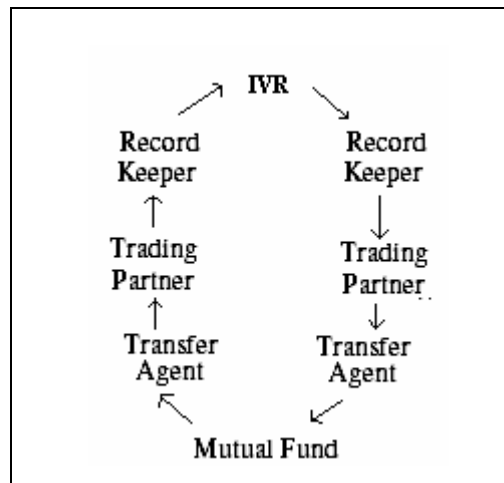 IVR
Record
Keeper
Record
Keeper
Trading
Partner
Trading
Partner
Transfer
Agent
Transfer
Agent
Mutual Fund